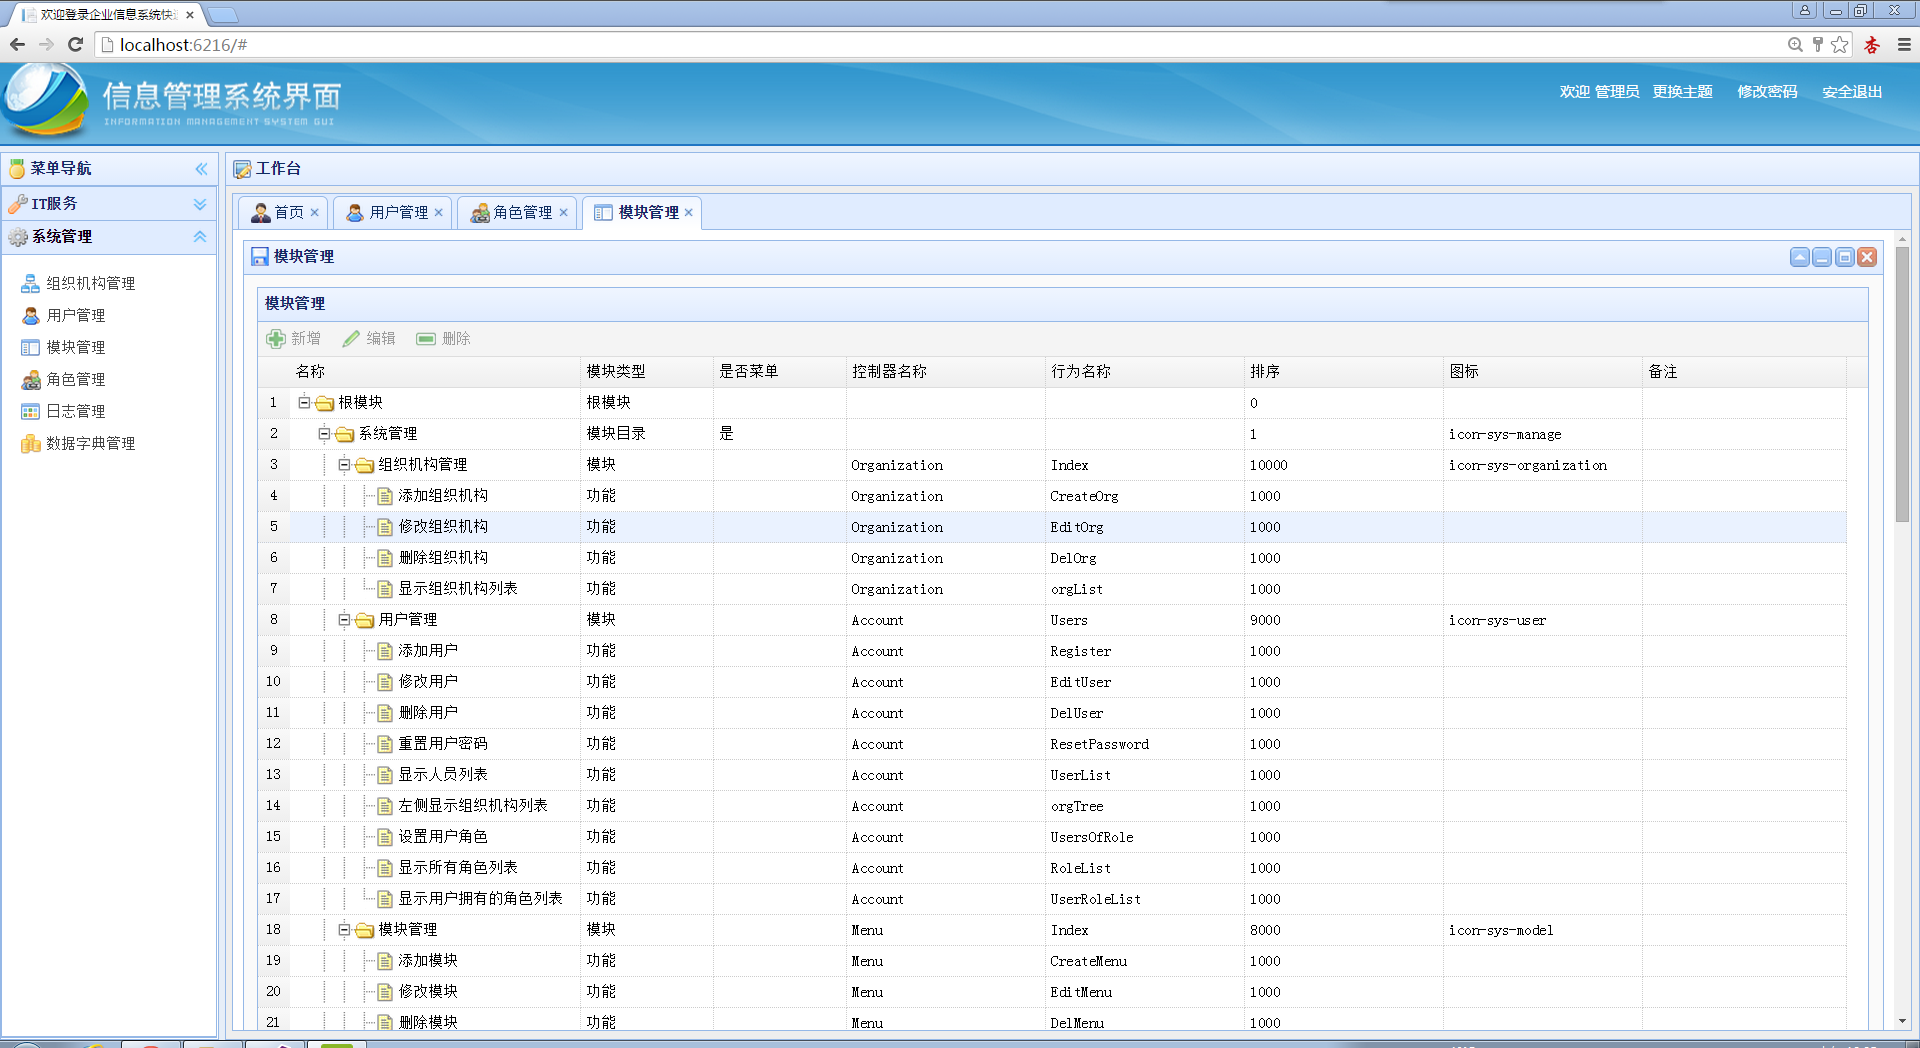 欢迎登录企业信息系统快
localhost:6216/#
信息管理系统界面
INFORMATION MANAGEMENT SYSTEM GUI
欢迎 管理员 更换主题 修改密码 安全退出
菜单导航
工作台
IT服务
首页 用户管理 角色管理 模块管理
系统管理
组织机构管理
用户管理
模块管理
角色管理
日志管理
数据字典管理
模块管理
模块管理
新增 编辑 删除
名称 模块类型 是否菜单 控制器名称 行为名称 排序 图标 备注
1 根模块 根模块 0
2 系统管理 模块目录 是 1 icon-sys-manage
3 组织机构管理 模块 Organization Index 10000 icon-sys-organization
4 添加组织机构 功能 Organization CreateOrg 1000
5 修改组织机构 功能 Organization EditOrg 1000
6 删除组织机构 功能 Organization DelOrg 1000
7 显示组织机构列表 功能 Organization orgList 1000
8 用户管理 模块 Account Users 9000 icon-sys-user
9 添加用户 功能 Account Register 1000
10 修改用户 功能 Account EditUser 1000
11 删除用户 功能 Account DelUser 1000
12 重置用户密码 功能 Account ResetPassword 1000
13 显示人员列表 功能 Account UserList 1000
14 左侧显示组织机构列表 功能 Account orgTree 1000
15 设置用户角色 功能 Account UsersOfRole 1000
16 显示所有角色列表 功能 Account RoleList 1000
17 显示用户拥有的角色列表 功能 Account UserRoleList 1000
18 模块管理 模块 Menu Index 8000 icon-sys-model
19 添加模块 功能 Menu CreateMenu 1000
20 修改模块 功能 Menu EditMenu 1000
21 删除模块 功能 Menu DelMenu 1000